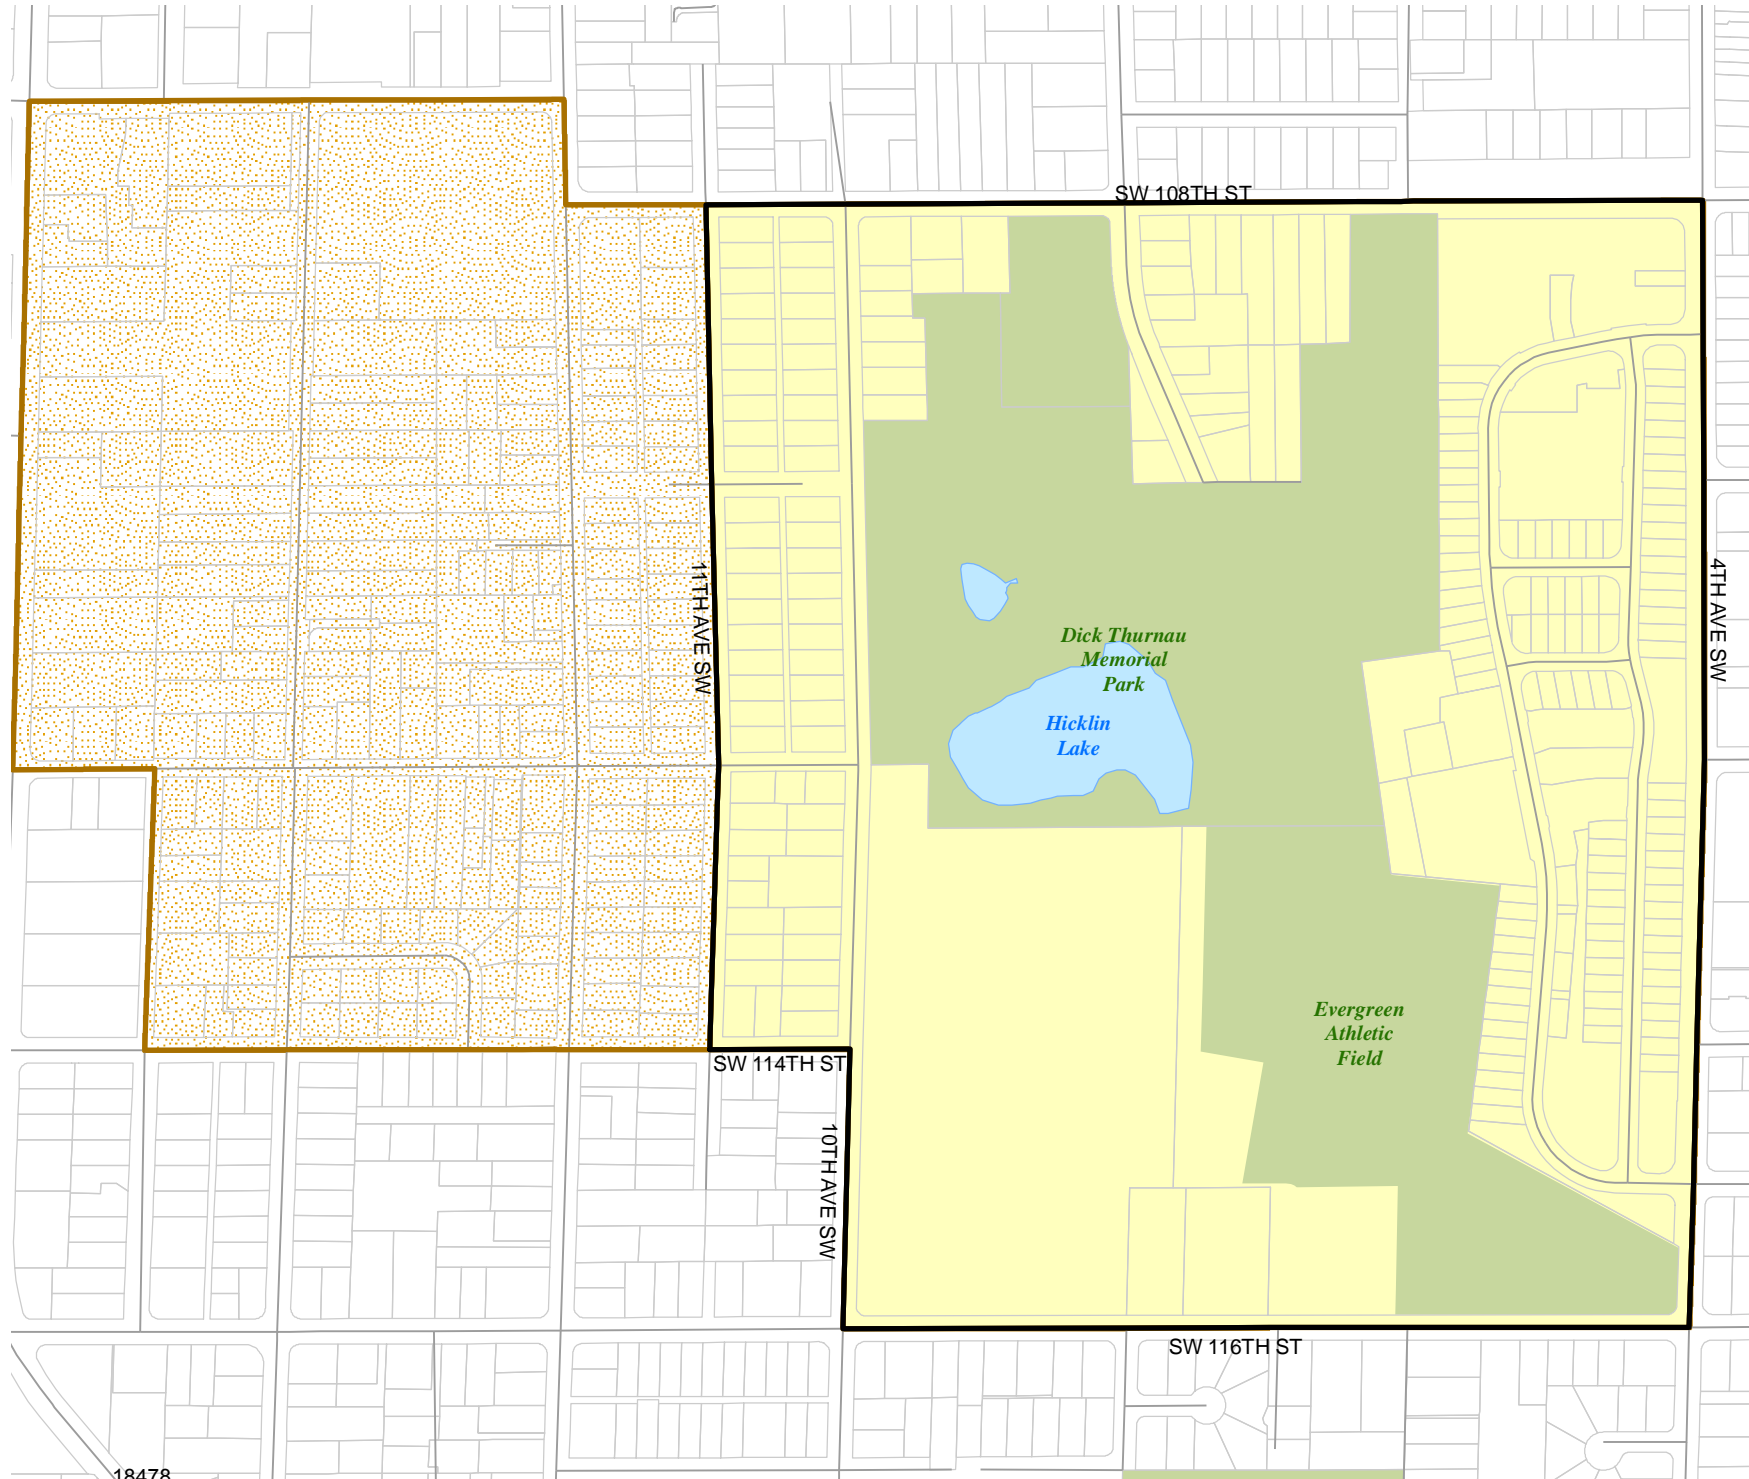 SW 108TH ST
11TH AVE SW
4TH AVE SW
Dick Thurnau
Memorial
Park
Hicklin
Lake
Evergreen
Athletic
Field
SW 114TH ST
10TH AVE SW
SW 116TH ST
18478